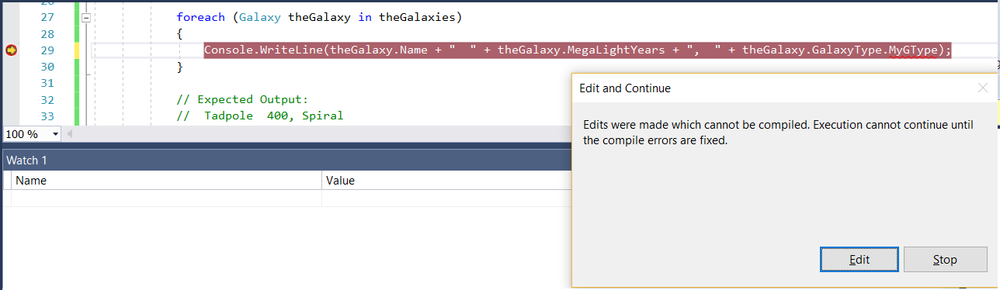 27 foreach (Galaxy theGalaxy in theGalaxies)
28 {
29 Console.WriteLine(theGalaxy.Name + "  " + theGalaxy.MegaLightYears + ",  " + theGalaxy.GalaxyType.MyGType);
30 }
31
32 // Expected Output:
33 //  Tadpole  400, Spiral
100 %
Watch 1
Name Value
Edit and Continue
Edits were made which cannot be compiled. Execution cannot continue until
the compile errors are fixed.
Edit Stop